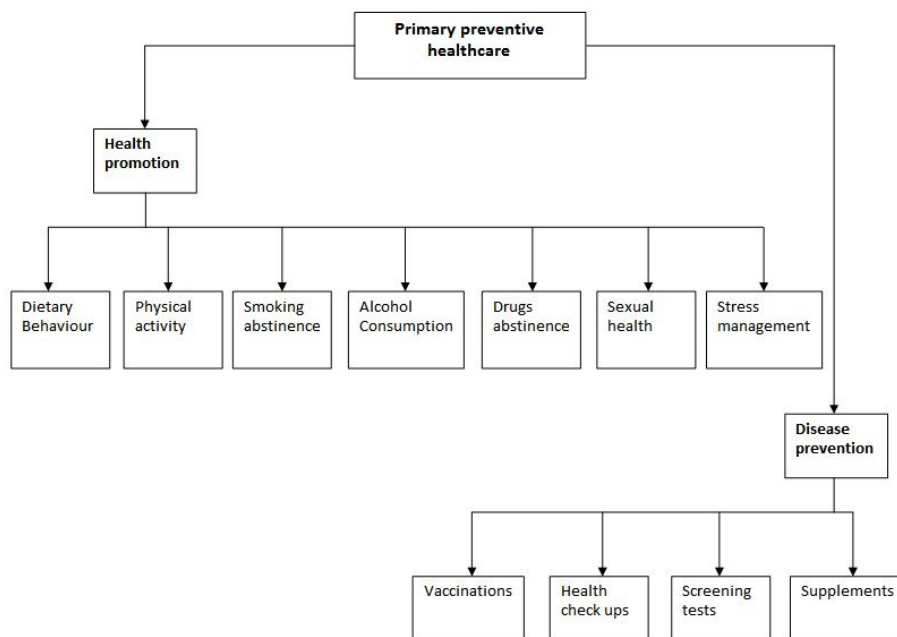 Primary preventive
healthcare
Health
promotion
Dietary
Behaviour
Physical
activity
Smoking
abstinence
Alcohol
Consumption
Drugs
abstinence
Sexual
health
Stress
management
Disease
prevention
Vaccinations
Health
check ups
Screening
tests
Supplements